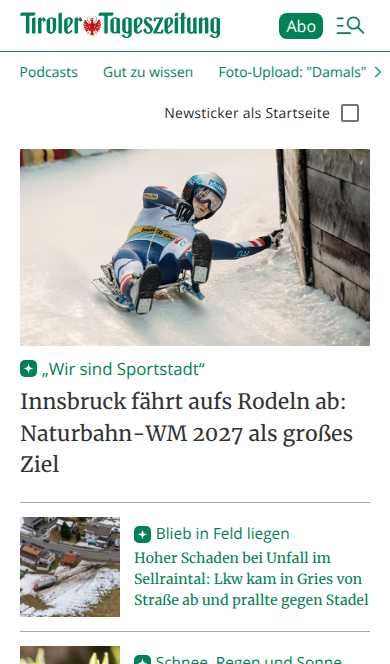 Tiroler Tageszeitung
Abo
Podcasts Gut zu wissen Foto-Upload: "Damals"
Newsticker als Startseite
„Wir sind Sportstadt“
Innsbruck fährt aufs Rodeln ab:
Naturbahn-WM 2027 als großes
Ziel
Blieb in Feld liegen
Hoher Schaden bei Unfall im
Sellraintal: Lkw kam in Gries von
Straße ab und prallte gegen Stadel
Schnee, Regen und Sonne